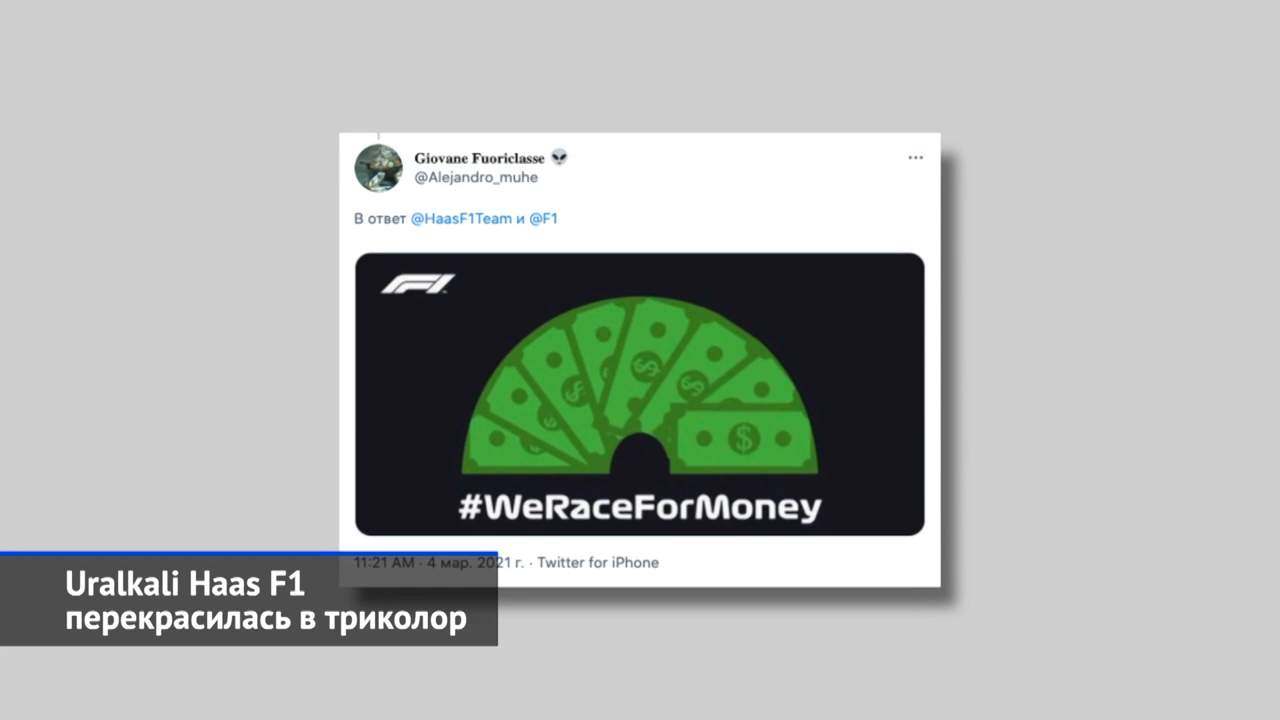 Giovane Fuoriclasse 👽
@Alejandro_muhe
В ответ @HaasF1Team и @F1
F1
$ $ $ $ $ $
#WeRaceForMoney
11:21 AM · 4 мар. 2021 г. · Twitter for iPhone
Uralkali Haas F1
перекрасилась в триколор